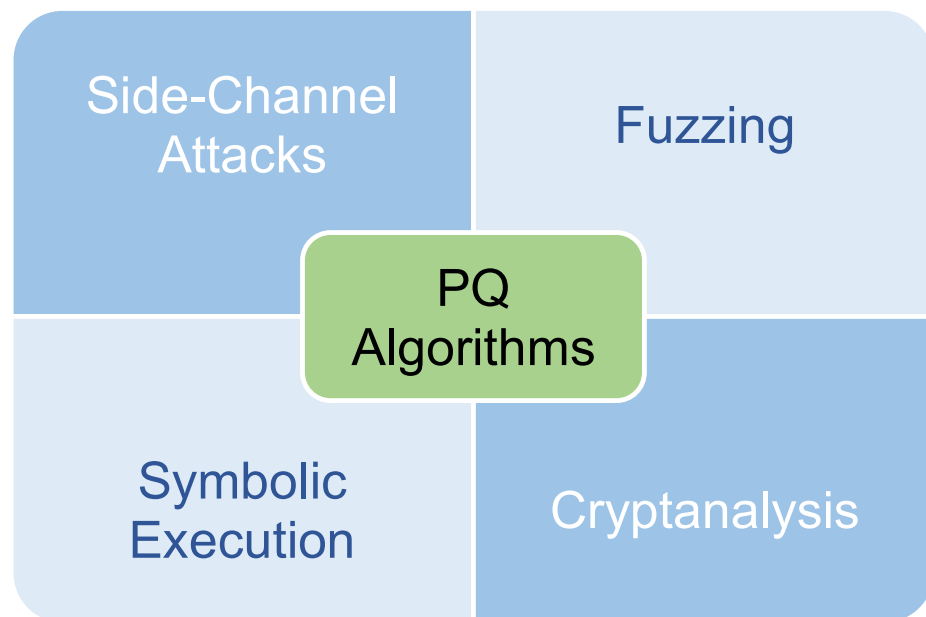 Side-Channel
Attacks
Fuzzing
PQ
Algorithms
Symbolic
Execution
Cryptanalysis